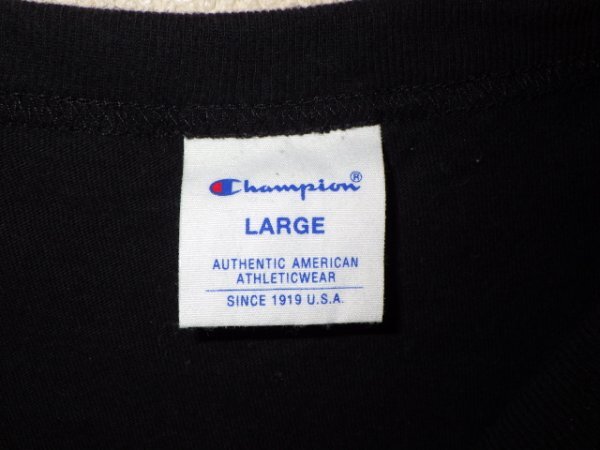 Champion®
LARGE
AUTHENTIC AMERICAN
ATHLETICWEAR
SINCE 1919 U.S.A.